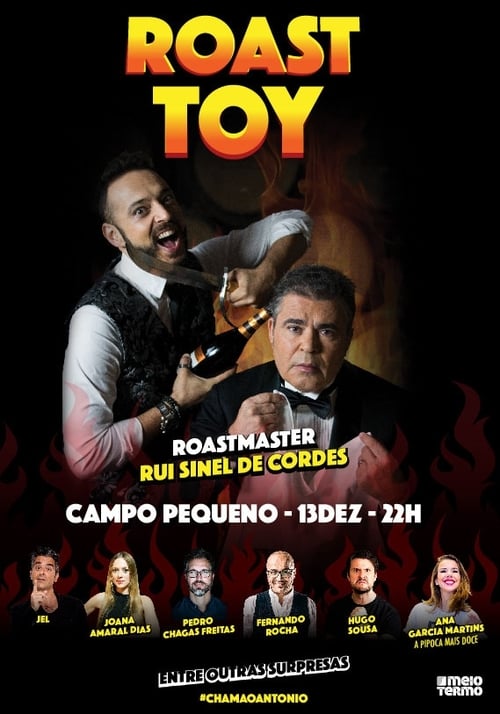 ROAST
TOY
ROASTMASTER
RUI SINEL DE CORDES
CAMPO PEQUENO - 13DEZ - 22H
JEL
JOANA
AMARAL DIAS
PEDRO
CHAGAS FREITAS
FERNANDO
ROCHA
HUGO
SOUSA
ANA
GARCIA MARTINS
A PIPOCA MAIS DOCE
ENTRE OUTRAS SURPRESAS
#CHAMAOANTONIO
MEIO
TERMO